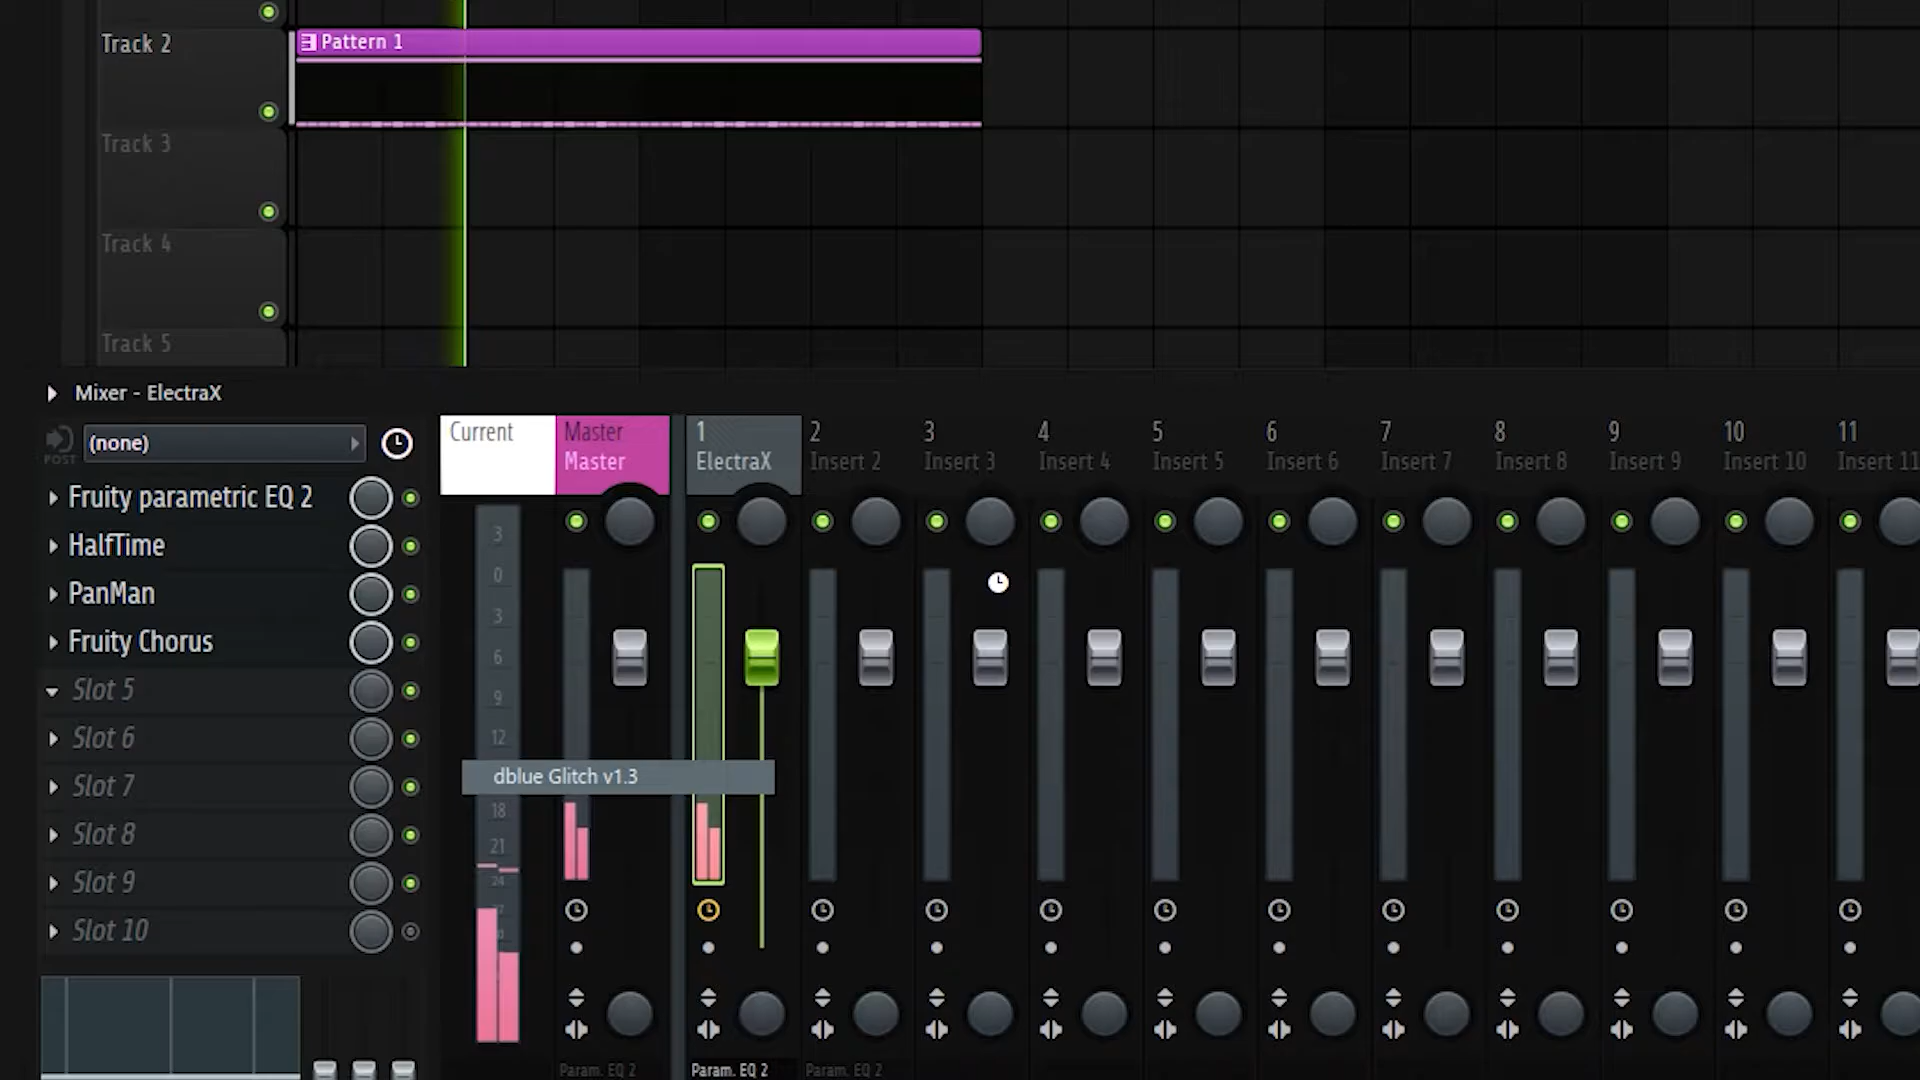 Track 2
Pattern 1
Track 3
Track 4
Track 5
Mixer - ElectraX
POST
(none)
Current
Master
Master
1
ElectraX
2
Insert 2
3
Insert 3
4
Insert 4
5
Insert 5
6
Insert 6
7
Insert 7
8
Insert 8
9
Insert 9
10
Insert 10
11
Insert 11
Fruity parametric EQ 2
HalfTime
PanMan
Fruity Chorus
Slot 5
Slot 6
Slot 7
Slot 8
Slot 9
Slot 10
3
0
3
6
9
12
dblue Glitch v1.3
18
21
24
Param. EQ 2
Param. EQ 2
Param. EQ 2